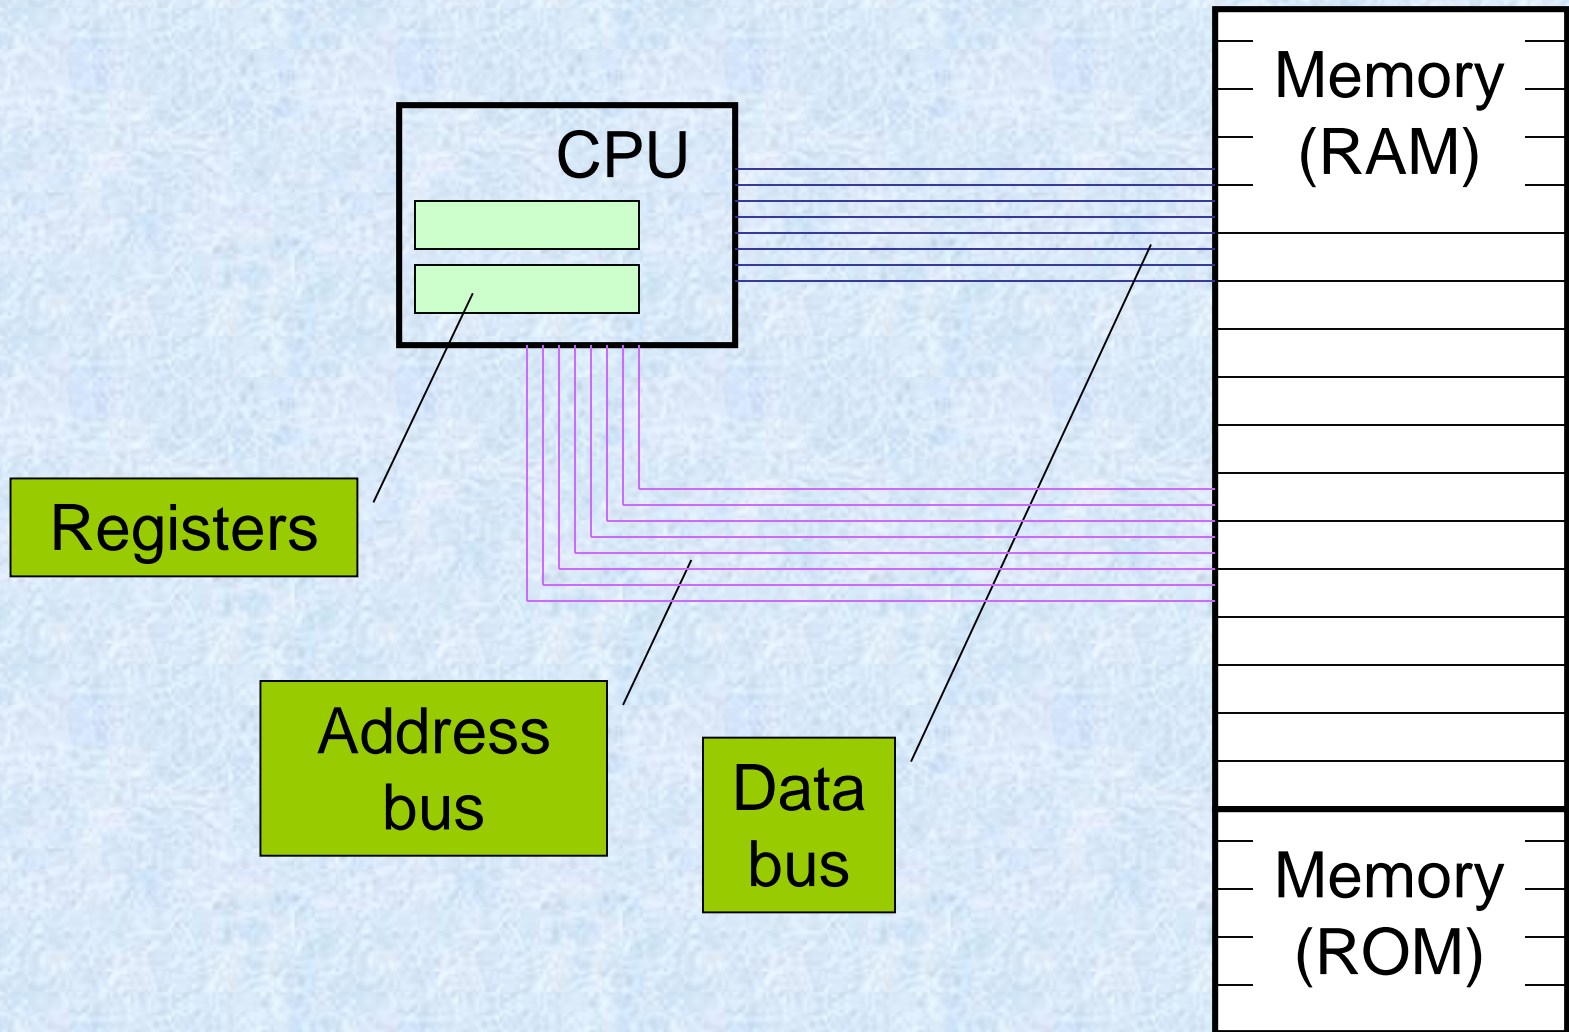 Memory
(RAM)
CPU
Registers
Address
bus
Data
bus
Memory
(ROM)